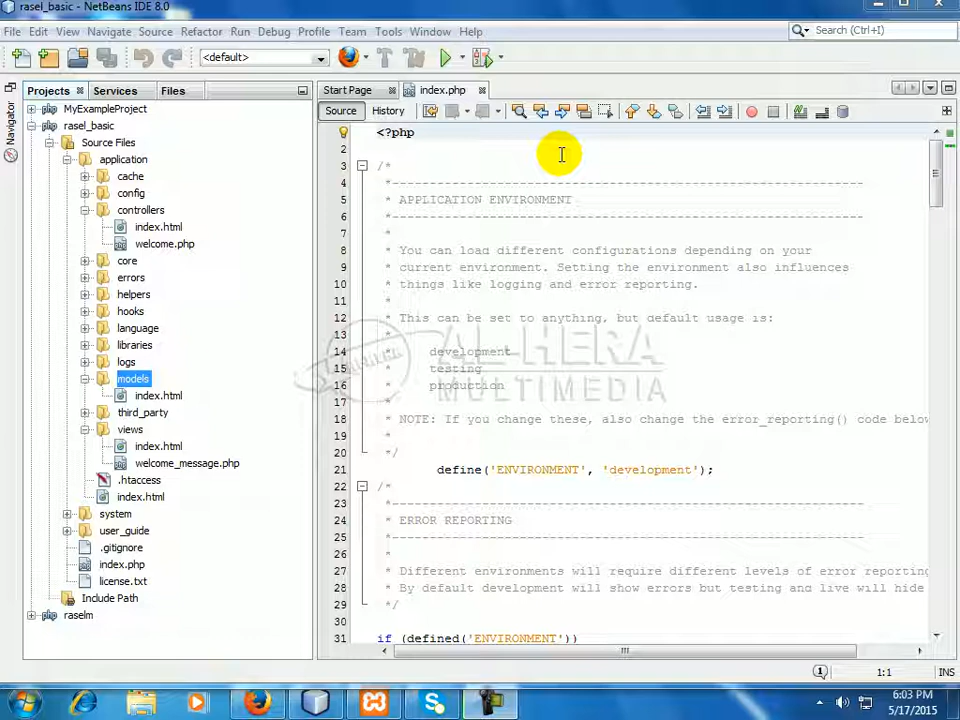 rasel_basic - NetBeans IDE 8.0
File Edit View Navigate Source Refactor Run Debug Profile Team Tools Window Help
Search (Ctrl+I)
<default>
Projects Services Files
Start Page index.php
Source History
Navigator
MyExampleProject
rasel_basic
Source Files
application
cache
config
controllers
index.html
welcome.php
core
errors
helpers
hooks
language
libraries
logs
models
index.html
third_party
views
index.html
welcome_message.php
.htaccess
index.html
system
user_guide
.gitignore
index.php
license.txt
Include Path
raselm
<?php
2
3 /*
4 *---------------------------------------------------------------
5 * APPLICATION ENVIRONMENT
6 *---------------------------------------------------------------
7 *
8 * You can load different configurations depending on your
9 * current environment. Setting the environment also influences
10 * things like logging and error reporting.
11 *
12 * This can be set to anything, but default usage is:
13 *
14 * development
15 * testing
16 * production
17 *
18 * NOTE: If you change these, also change the error_reporting() code below
19 *
20 */
21 define('ENVIRONMENT', 'development');
22 /*
23 *---------------------------------------------------------------
24 * ERROR REPORTING
25 *---------------------------------------------------------------
26 *
27 * Different environments will require different levels of error reporting
28 * By default development will show errors but testing and live will hide
29 */
30
31 if (defined('ENVIRONMENT'))
AL-HERA
MULTIMEDIA
1:1 INS
6:03 PM
5/17/2015